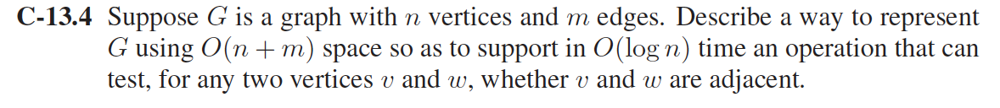 C-13.4 Suppose G is a graph with n vertices and m edges. Describe a way to represent
G using O(n + m) space so as to support in O(log n) time an operation that can
test, for any two vertices v and w, whether v and w are adjacent.